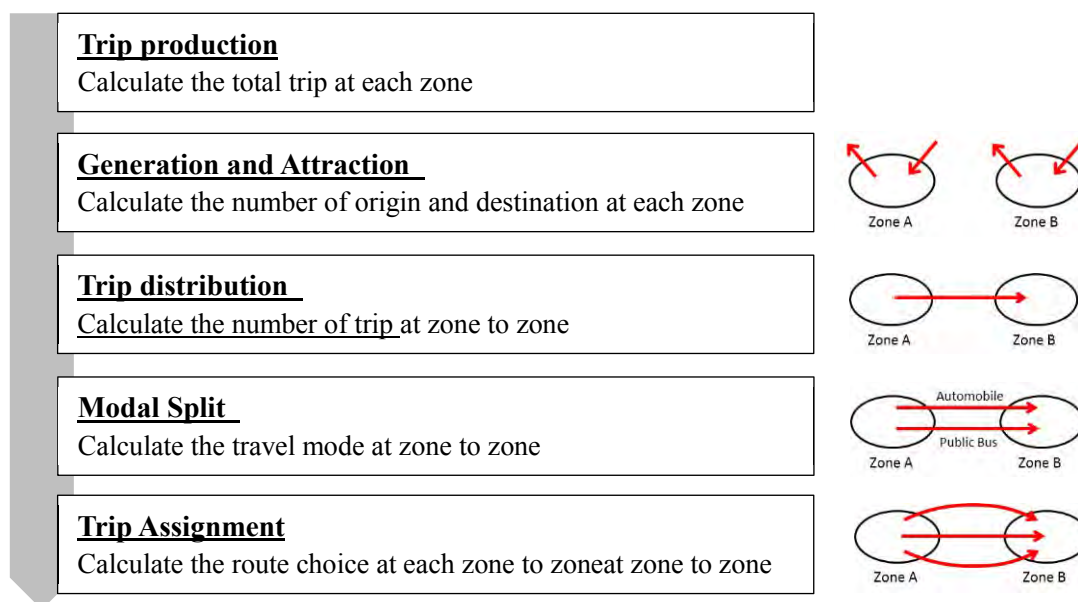 Trip production
Calculate the total trip at each zone
Generation and Attraction
Calculate the number of origin and destination at each zone
Zone A
Zone B
Trip distribution
Calculate the number of trip at zone to zone
Zone A
Zone B
Modal Split
Calculate the travel mode at zone to zone
Automobile
Public Bus
Zone A
Zone B
Trip Assignment
Calculate the route choice at each zone to zoneat zone to zone
Zone A
Zone B